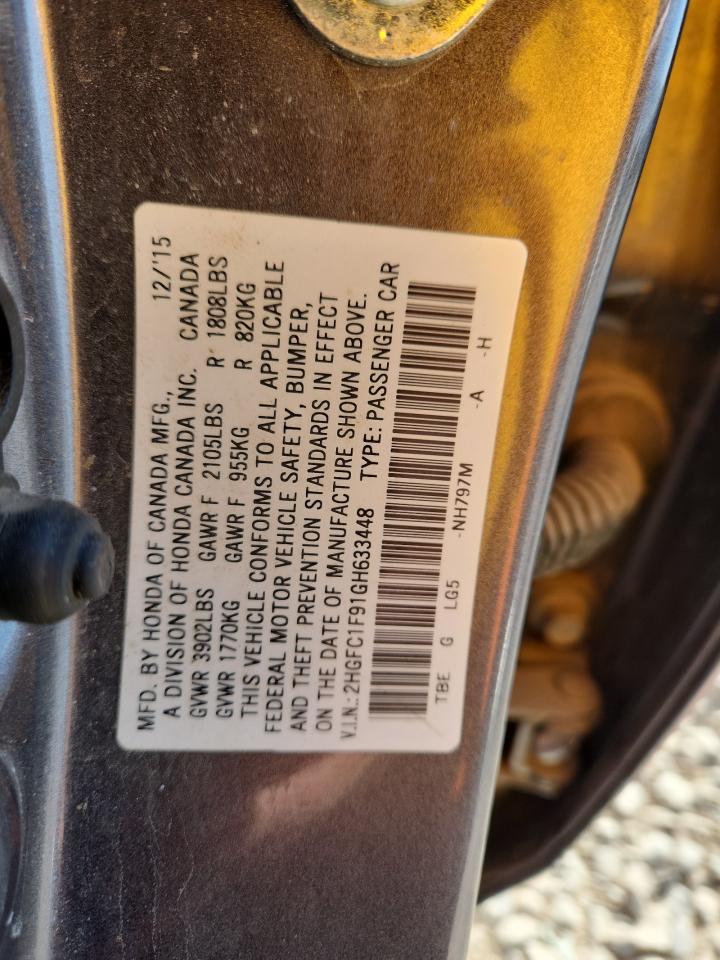 MFD. BY HONDA OF CANADA MFG., 12/'15
A DIVISION OF HONDA CANADA INC. CANADA
GVWR 3902LBS GAWR F 2105LBS R 1808LBS
GVWR 1770KG GAWR F 955KG R 820KG
THIS VEHICLE CONFORMS TO ALL APPLICABLE
FEDERAL MOTOR VEHICLE SAFETY, BUMPER,
AND THEFT PREVENTION STANDARDS IN EFFECT
ON THE DATE OF MANUFACTURE SHOWN ABOVE.
V.I.N.: 2HGFC1F91GH633448 TYPE: PASSENGER CAR
TBE G LG5 -NH797M -A -H